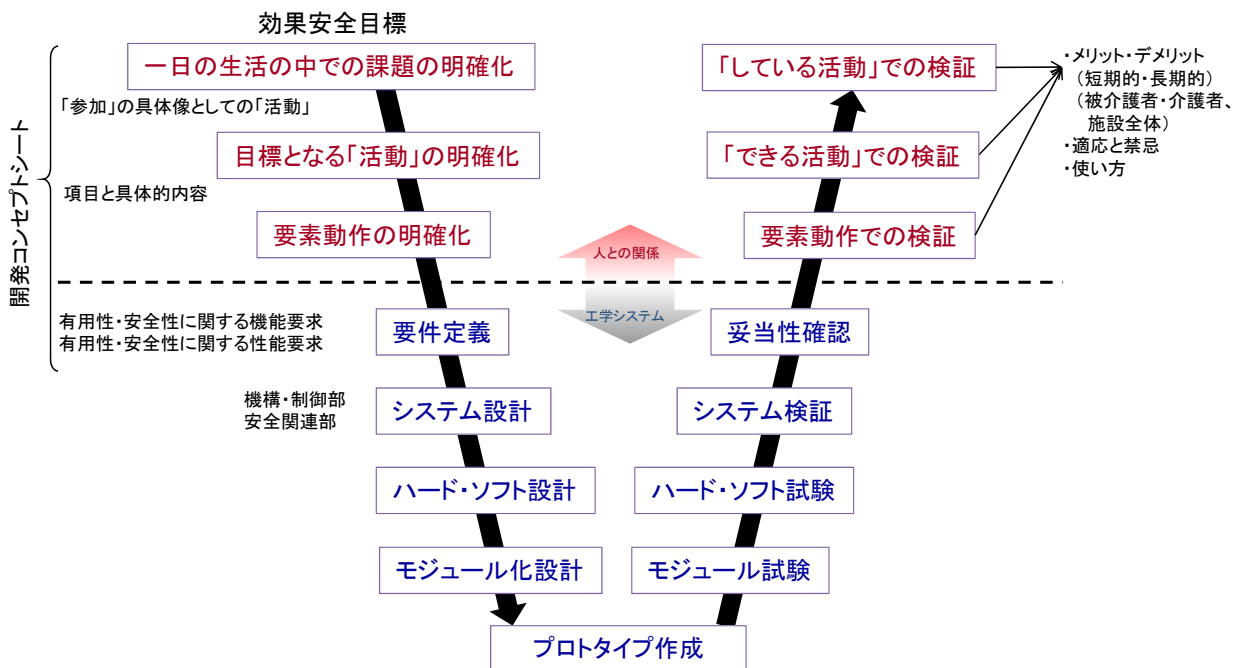 効果安全目標
一日の生活の中での課題の明確化
「参加」の具体像としての「活動」
目標となる「活動」の明確化
項目と具体的内容
要素動作の明確化
開発コンセプトシート
有用性・安全性に関する機能要求
有用性・安全性に関する性能要求
要件定義
機構・制御部
安全関連部
システム設計
ハード・ソフト設計
モジュール化設計
プロトタイプ作成
人との関係
工学システム
「している活動」での検証
「できる活動」での検証
要素動作での検証
妥当性確認
システム検証
ハード・ソフト試験
モジュール試験
・メリット・デメリット
（短期的・長期的）
（被介護者・介護者、
施設全体）
・適応と禁忌
・使い方